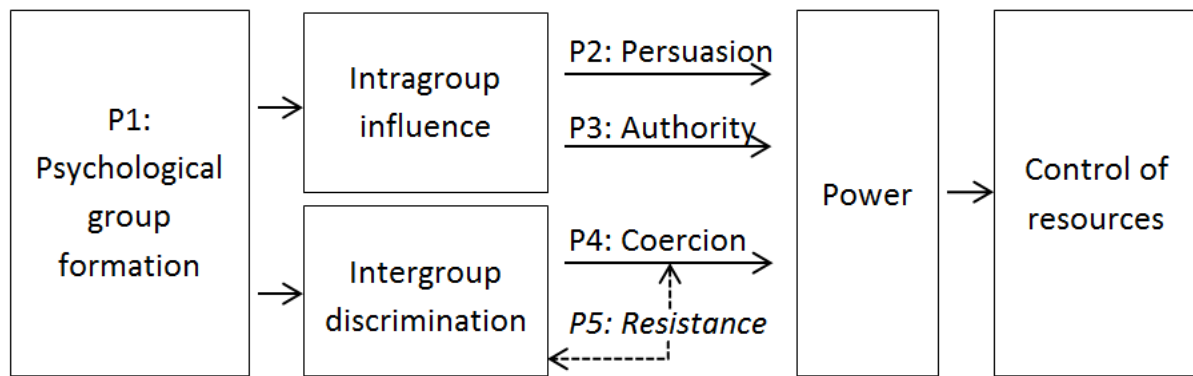 P1:
Psychological
group
formation
Intragroup
influence
Intergroup
discrimination
P2: Persuasion
P3: Authority
P4: Coercion
P5: Resistance
Power
Control of
resources